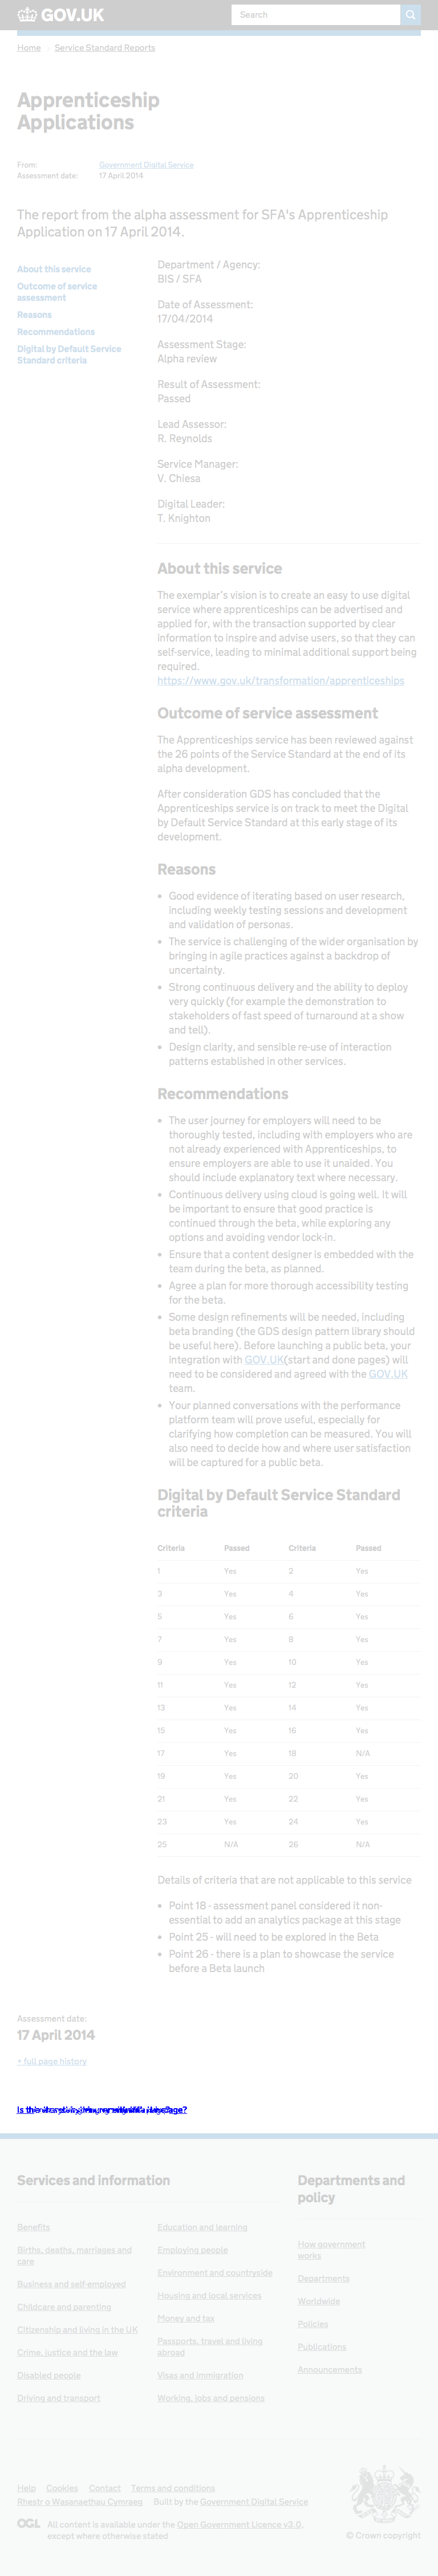 GOV.UK
Search
Home
Service Standard Reports
Apprenticeship
Applications
From:
Government Digital Service
Assessment date:
17 April 2014
The report from the alpha assessment for SFA's Apprenticeship
Application on 17 April 2014.
About this service
Outcome of service
assessment
Reasons
Recommendations
Digital by Default Service
Standard criteria
Department / Agency:
BIS / SFA
Date of Assessment:
17/04/2014
Assessment Stage:
Alpha review
Result of Assessment:
Passed
Lead Assessor:
R. Reynolds
Service Manager:
V. Chiesa
Digital Leader:
T. Knighton
About this service
The exemplar's vision is to create an easy to use digital
service where apprenticeships can be advertised and
applied for, with the transaction supported by clear
information to inspire and advise users, so that they can
self-service, leading to minimal additional support being
required.
https://www.gov.uk/transformation/apprenticeships
Outcome of service assessment
The Apprenticeships service has been reviewed against
the 26 points of the Service Standard at the end of its
alpha development.
After consideration GDS has concluded that the
Apprenticeships service is on track to meet the Digital
by Default Service Standard at this early stage of its
development.
Reasons
• Good evidence of iterating based on user research,
including weekly testing sessions and development
and validation of personas.
• The service is challenging of the wider organisation by
bringing in agile practices against a backdrop of
uncertainty.
• Strong continuous delivery and the ability to deploy
very quickly (for example the demonstration to
stakeholders of fast speed of turnaround at a show
and tell).
• Design clarity, and sensible re-use of interaction
patterns established in other services.
Recommendations
• The user journey for employers will need to be
thoroughly tested, including with employers who are
not already experienced with Apprenticeships, to
ensure employers are able to use it unaided. You
should include explanatory text where necessary.
• Continuous delivery using cloud is going well. It will
be important to ensure that good practice is
continued through the beta, while exploring any
options and avoiding vendor lock-in.
• Ensure that a content designer is embedded with the
team during the beta, as planned.
• Agree a plan for more thorough accessibility testing
for the beta.
• Some design refinements will be needed, including
beta branding (the GDS design pattern library should
be useful here). Before launching a public beta, your
integration with GOV.UK(start and done pages) will
need to be considered and agreed with the GOV.UK
team.
• Your planned conversations with the performance
platform team will prove useful, especially for
clarifying how completion can be measured. You will
also need to decide how and where user satisfaction
will be captured for a public beta.
Digital by Default Service Standard
criteria
Criteria Passed Criteria Passed
1 Yes 2 Yes
3 Yes 4 Yes
5 Yes 6 Yes
7 Yes 8 Yes
9 Yes 10 Yes
11 Yes 12 Yes
13 Yes 14 Yes
15 Yes 16 Yes
17 Yes 18 N/A
19 Yes 20 Yes
21 Yes 22 Yes
23 Yes 24 Yes
25 N/A 26 N/A
Details of criteria that are not applicable to this service
• Point 18 - assessment panel considered it non-
essential to add an analytics package at this stage
• Point 25 - will need to be explored in the Beta
• Point 26 - there is a plan to showcase the service
before a Beta launch
Assessment date:
17 April 2014
+ full page history
Services and information
Benefits
Births, deaths, marriages and
care
Business and self-employed
Childcare and parenting
Citizenship and living in the UK
Crime, justice and the law
Disabled people
Driving and transport
Education and learning
Employing people
Environment and countryside
Housing and local services
Money and tax
Passports, travel and living
abroad
Visas and immigration
Working, jobs and pensions
Departments and
policy
How government
works
Departments
Worldwide
Policies
Publications
Announcements
Help Cookies Contact Terms and conditions
Rhestr o Wasanaethau Cymraeg Built by the Government Digital Service
OGL All content is available under the Open Government Licence v3.0,
except where otherwise stated
© Crown copyright